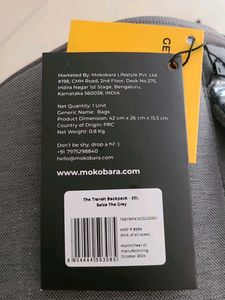 GE
Marketed By: Mokobara Lifestyle Pvt. Ltd.
#198, CMH Road, 2nd Floor, Desk No.275,
Indira Nagar 1st Stage, Bengaluru,
Karnataka 560038,
INDIA
Net Quantity: 1 Unit
Generic Name: Bags
Product Dimension: 42 cm x 26 cm x 15.5 cm
Country of Origin: PRC
Net Weight: 0.8 Kg
Don't be shy, drop a hi! :)
+91 7975298840
hello@mokobara.com
www.mokobara.com
The Transit Backpack - 20L
Seize The Grey
MRP ₹ 9999
(Incl. of all taxes)
Month/Year of
manufacturing
October 2024